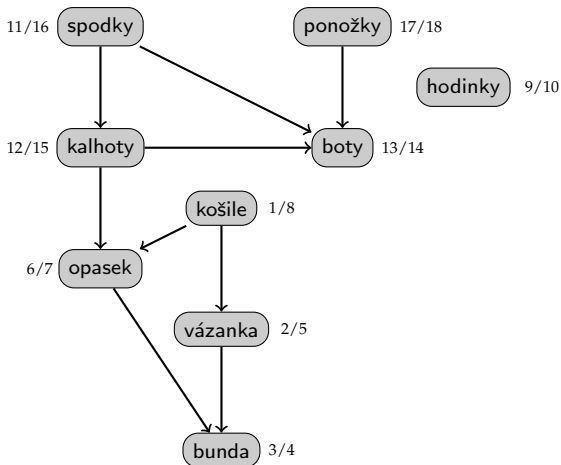 11/16 spodky ponožky 17/18
hodinky 9/10
12/15 kalhoty boty 13/14
košile 1/8
6/7 opasek
vázanka 2/5
bunda 3/4